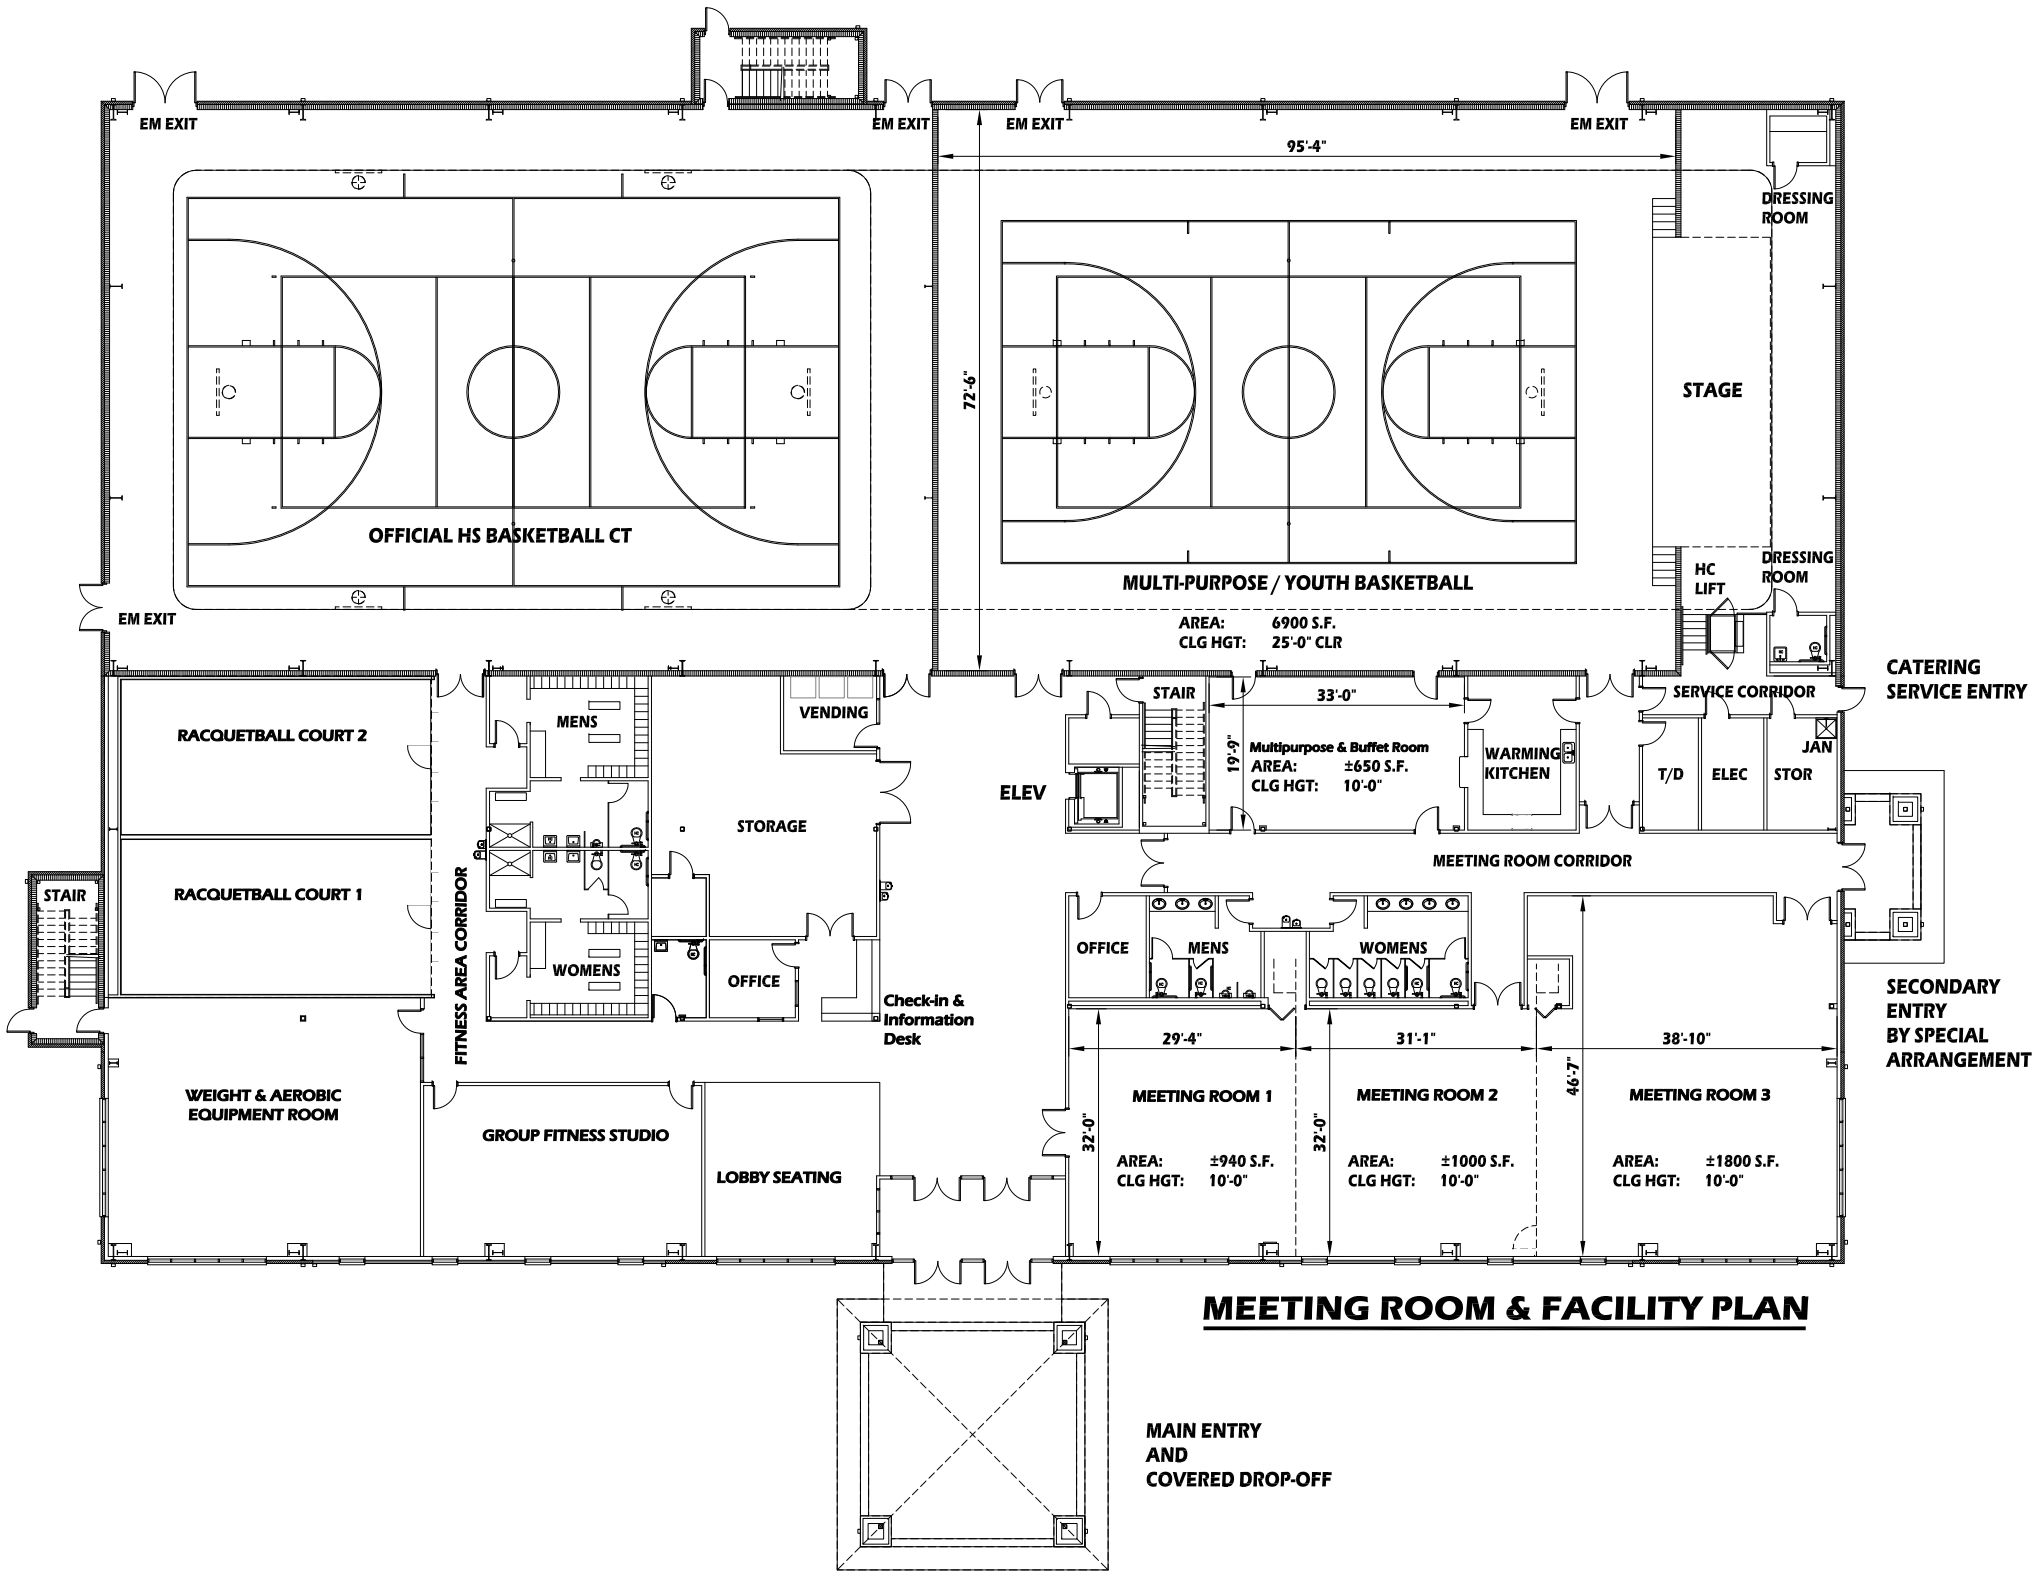 EM EXIT
EM EXIT
EM EXIT
EM EXIT
95'-4"
DRESSING
ROOM
72'-6"
STAGE
OFFICIAL HS BASKETBALL CT
DRESSING
ROOM
HC
LIFT
MULTI-PURPOSE / YOUTH BASKETBALL
EM EXIT
AREA: 6900 S.F.
CLG HGT: 25'-0" CLR
CATERING
SERVICE ENTRY
RACQUETBALL COURT 2
MENS
VENDING
STAIR
33'-0"
SERVICE CORRIDOR
19'-9"
Multipurpose & Buffet Room
AREA: ±650 S.F.
CLG HGT: 10'-0"
WARMING
KITCHEN
JAN
T/D
ELEC
STOR
ELEV
STORAGE
MEETING ROOM CORRIDOR
STAIR
RACQUETBALL COURT 1
FITNESS AREA CORRIDOR
WOMENS
OFFICE
OFFICE
MENS
WOMENS
Check-in &
Information
Desk
SECONDARY
ENTRY
BY SPECIAL
ARRANGEMENT
29'-4"
31'-1"
38'-10"
46'-7"
WEIGHT & AEROBIC
EQUIPMENT ROOM
GROUP FITNESS STUDIO
LOBBY SEATING
32'-0"
MEETING ROOM 1
AREA: ±940 S.F.
CLG HGT: 10'-0"
32'-0"
MEETING ROOM 2
AREA: ±1000 S.F.
CLG HGT: 10'-0"
MEETING ROOM 3
AREA: ±1800 S.F.
CLG HGT: 10'-0"
MEETING ROOM & FACILITY PLAN
MAIN ENTRY
AND
COVERED DROP-OFF